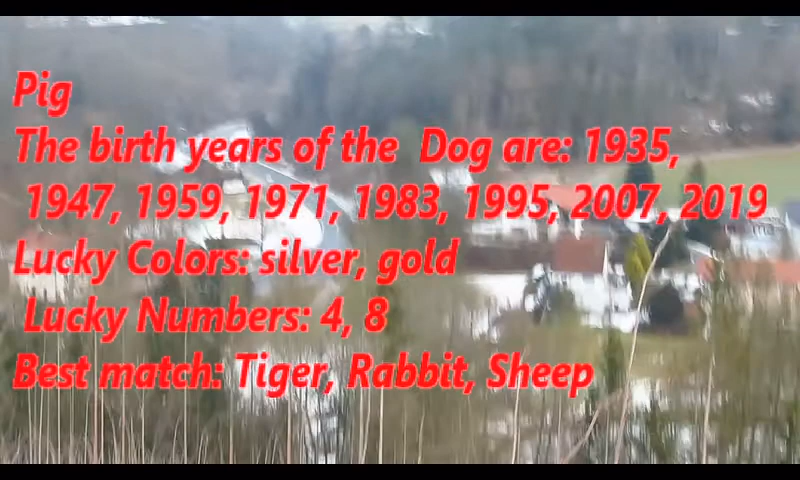 Pig
The birth years of the Dog are: 1935,
1947, 1959, 1971, 1983, 1995, 2007, 2019
Lucky Colors: silver, gold
Lucky Numbers: 4, 8
Best match: Tiger, Rabbit, Sheep